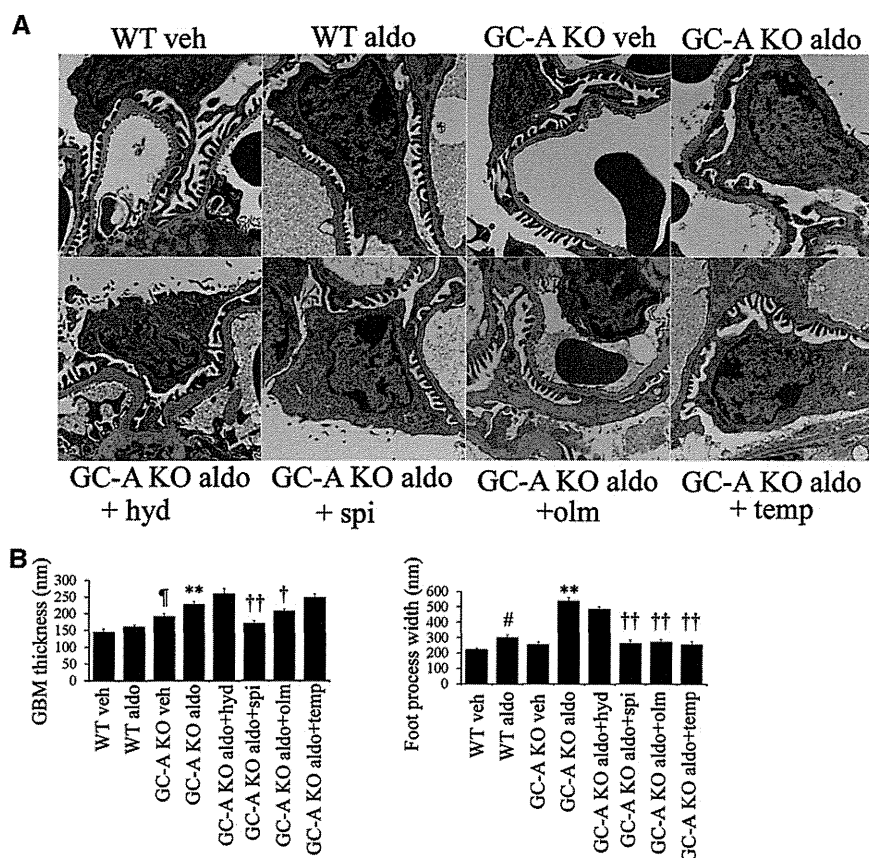 A
WT veh WT aldo GC-A KO veh GC-A KO aldo
GC-A KO aldo + hyd
GC-A KO aldo + spi
GC-A KO aldo +olm
GC-A KO aldo + temp
B
GBM thickness (nm)
300
250
200
150
100
50
0
¶
**
††
†
WT veh
WT aldo
GC-A KO veh
GC-A KO aldo
GC-A KO aldo+hyd
GC-A KO aldo+spi
GC-A KO aldo+olm
GC-A KO aldo+temp
Foot process width (nm)
600
500
400
300
200
100
0
#
**
††
††
††
WT veh
WT aldo
GC-A KO veh
GC-A KO aldo
GC-A KO aldo+hyd
GC-A KO aldo+spi
GC-A KO aldo+olm
GC-A KO aldo+temp